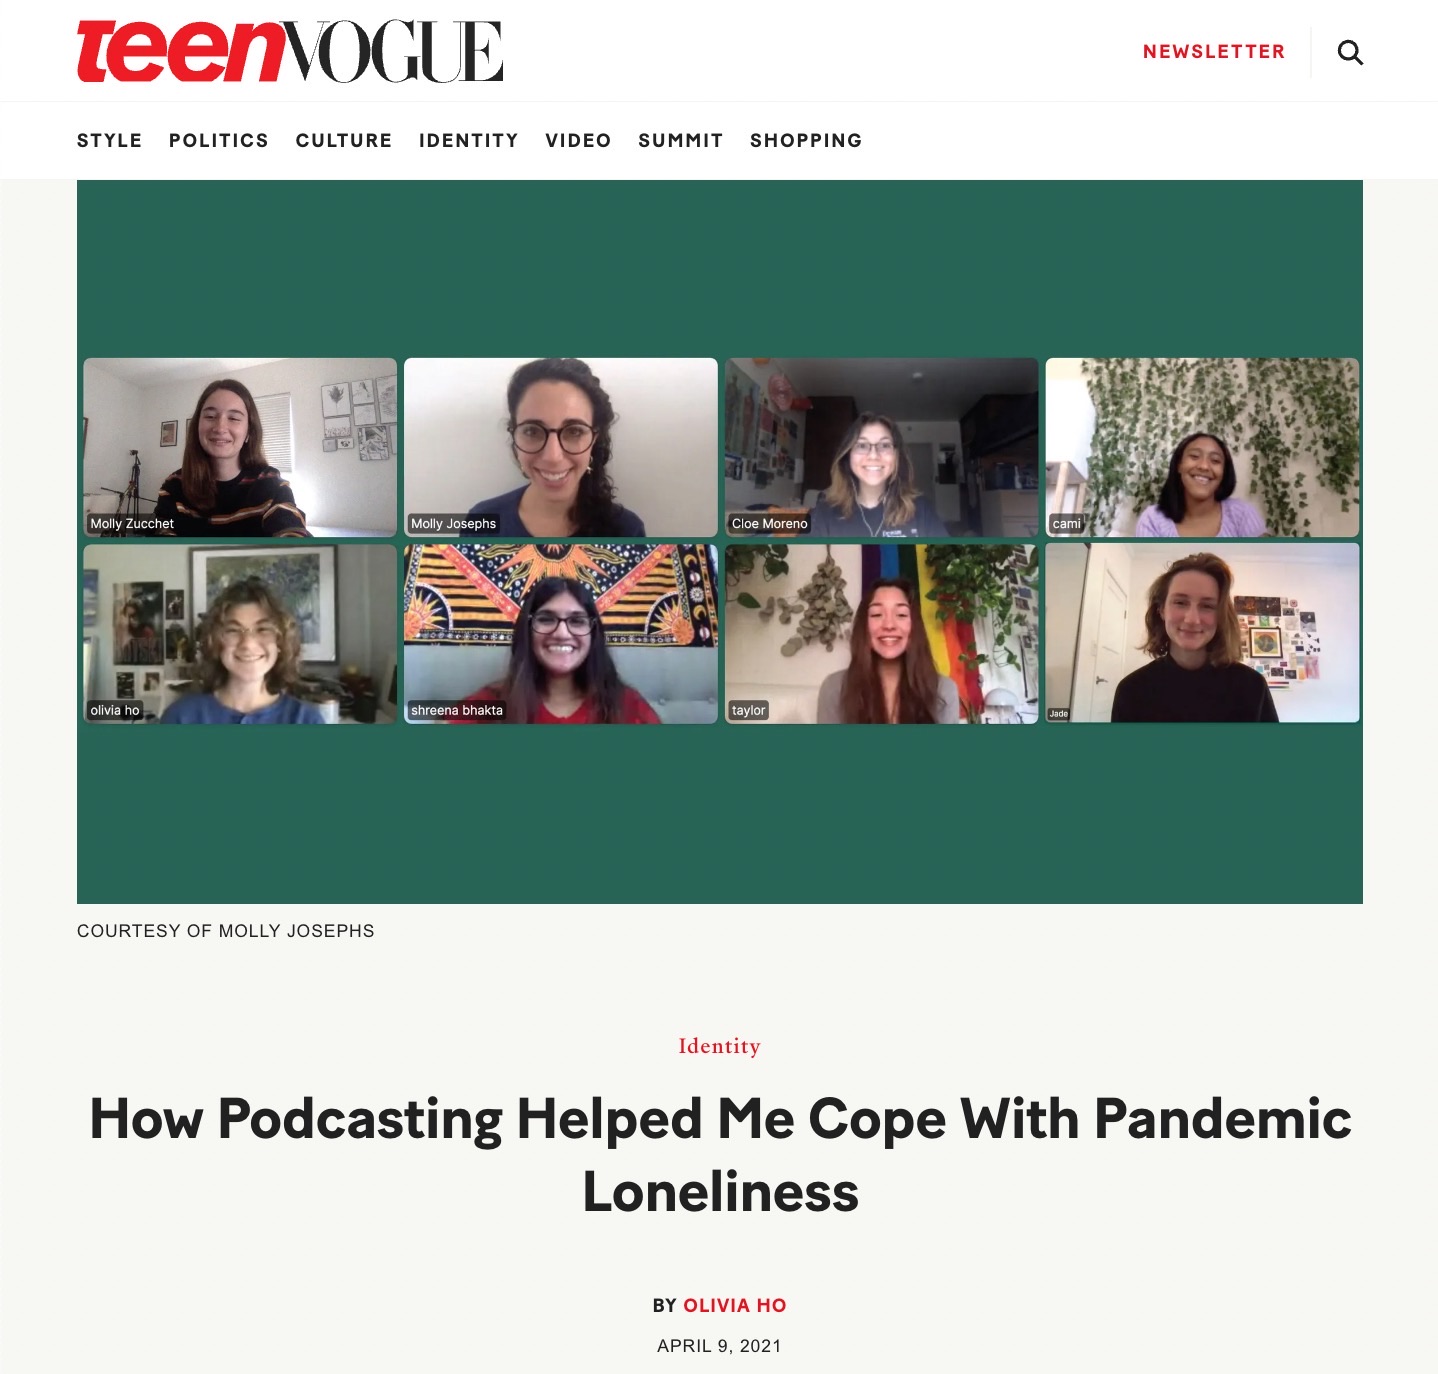 teenVOGUE
NEWSLETTER
STYLE POLITICS CULTURE IDENTITY VIDEO SUMMIT SHOPPING
Molly Zucchet
Molly Josephs
Cloe Moreno
cami
olivia ho
shreena bhakta
taylor
Jade
COURTESY OF MOLLY JOSEPHS
Identity
How Podcasting Helped Me Cope With Pandemic
Loneliness
BY OLIVIA HO
APRIL 9, 2021